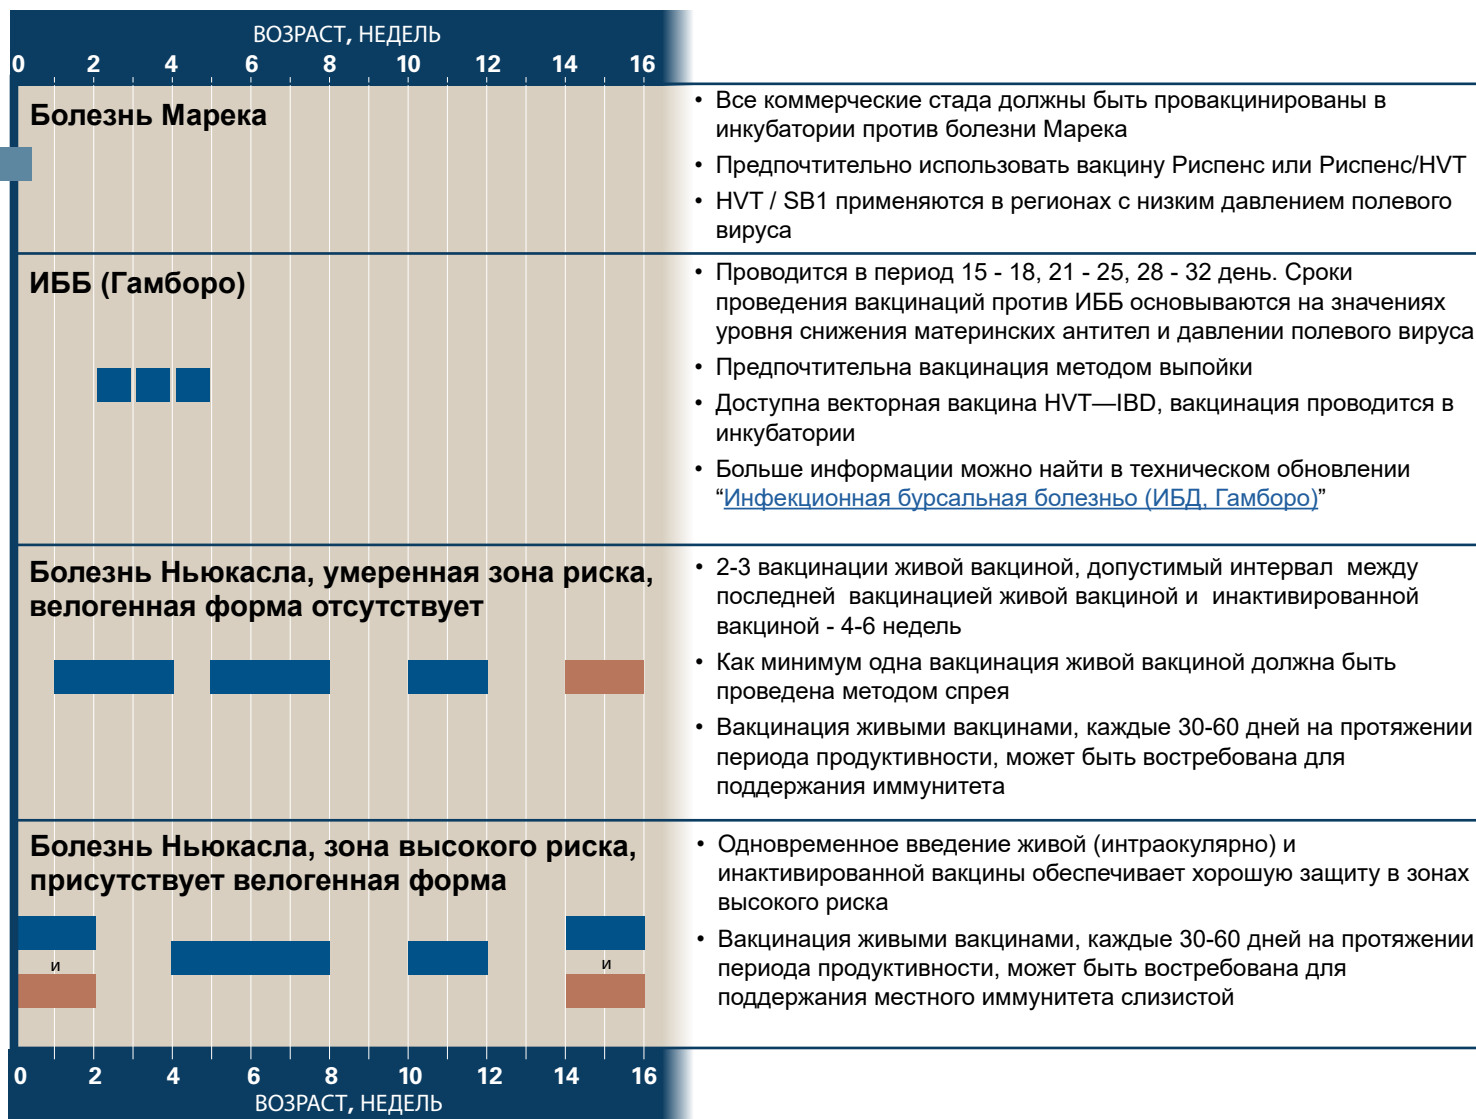 ВОЗРАСТ, НЕДЕЛЬ
0 2 4 6 8 10 12 14 16
Болезнь Марека
• Все коммерческие стада должны быть провакцинированы в
инкубатории против болезни Марека
• Предпочтительно использовать вакцину Риспенс или Риспенс/HVT
• HVT / SB1 применяются в регионах с низким давлением полевого
вируса
ИББ (Гамборо)
• Проводится в период 15 - 18, 21 - 25, 28 - 32 день. Сроки
проведения вакцинаций против ИББ основываются на значениях
уровня снижения материнских антител и давлении полевого вируса
• Предпочтительна вакцинация методом выпойки
• Доступна векторная вакцина HVT—IBD, вакцинация проводится в
инкубатории
• Больше информации можно найти в техническом обновлении
“Инфекционная бурсальная болезньо (ИБД, Гамборо)”
Болезнь Ньюкасла, умеренная зона риска,
велогенная форма отсутствует
• 2-3 вакцинации живой вакциной, допустимый интервал между
последней вакцинацией живой вакциной и инактивированной
вакциной - 4-6 недель
• Как минимум одна вакцинация живой вакциной должна быть
проведена методом спрея
• Вакцинация живыми вакцинами, каждые 30-60 дней на протяжении
периода продуктивности, может быть востребована для
поддержания иммунитета
Болезнь Ньюкасла, зона высокого риска,
присутствует велогенная форма
и
и
• Одновременное введение живой (интраокулярно) и
инактивированной вакцины обеспечивает хорошую защиту в зонах
высокого риска
• Вакцинация живыми вакцинами, каждые 30-60 дней на протяжении
периода продуктивности, может быть востребована для
поддержания местного иммунитета слизистой
0 2 4 6 8 10 12 14 16
ВОЗРАСТ, НЕДЕЛЬ